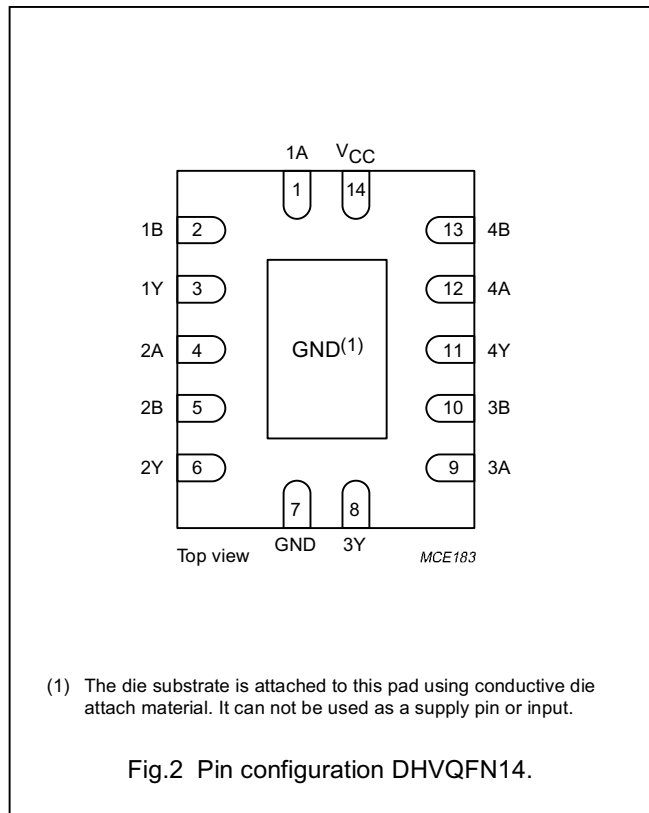 1A VCC
1 14
1B 2 13 4B
1Y 3 12 4A
2A 4 GND(1) 11 4Y
2B 5 10 3B
2Y 6 9 3A
7 8
Top view GND 3Y MCE183
(1) The die substrate is attached to this pad using conductive die
attach material. It can not be used as a supply pin or input.
Fig.2 Pin configuration DHVQFN14.